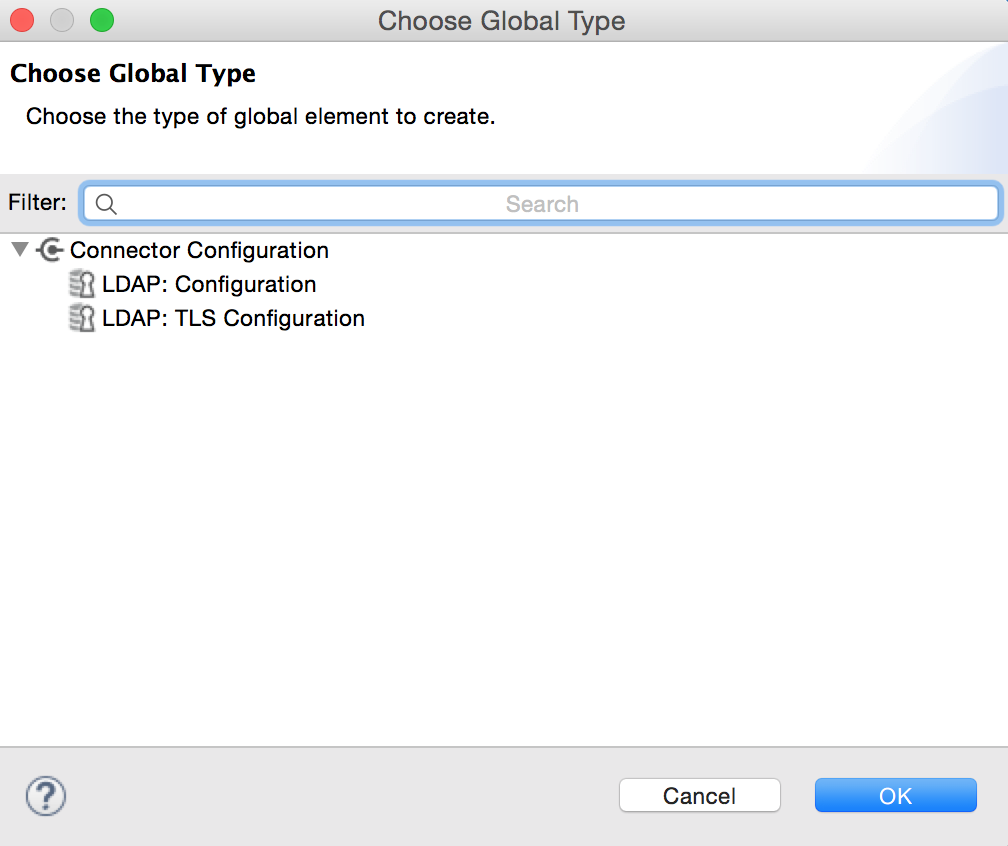 Choose Global Type
Choose Global Type
Choose the type of global element to create.
Filter: Search
Connector Configuration
LDAP: Configuration
LDAP: TLS Configuration
?
Cancel OK